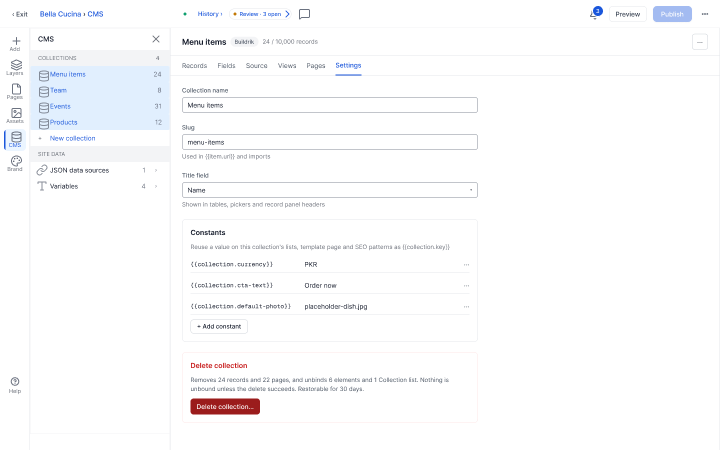 ‹ Exit
Bella Cucina › CMS
History ›
Review · 3 open
3
Preview
Publish
Add
Layers
Pages
Assets
CMS
Brand
Help
CMS
COLLECTIONS 4
Menu items 24
Team 8
Events 31
Products 12
+ New collection
SITE DATA
JSON data sources 1
Variables 4
Menu items Buildrik 24 / 10,000 records
Records Fields Source Views Pages Settings
Collection name
Menu items
Slug
menu-items
Used in {{item.url}} and imports
Title field
Name
Shown in tables, pickers and record panel headers
Constants
Reuse a value on this collection's lists, template page and SEO patterns as {{collection.key}}
{{collection.currency}} PKR ...
{{collection.cta-text}} Order now ...
{{collection.default-photo}} placeholder-dish.jpg ...
+ Add constant
Delete collection
Removes 24 records and 22 pages, and unbinds 6 elements and 1 Collection list. Nothing is
unbound unless the delete succeeds. Restorable for 30 days.
Delete collection...